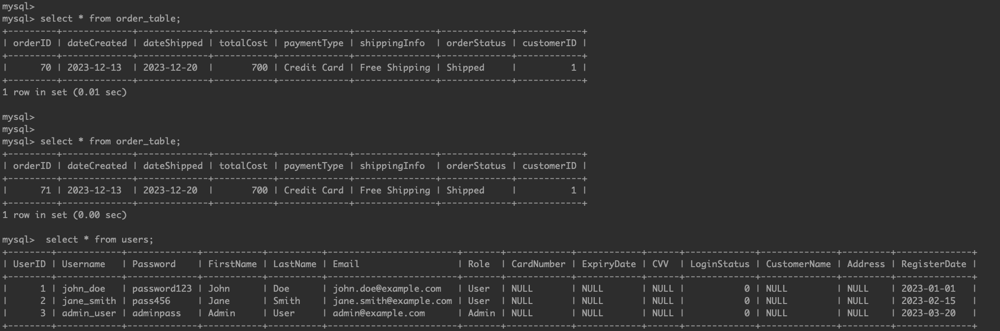 mysql>
mysql> select * from order_table;
+---------+-------------+-------------+-----------+-------------+---------------+-------------+------------+
| orderID | dateCreated | dateShipped | totalCost | paymentType | shippingInfo  | orderStatus | customerID |
+---------+-------------+-------------+-----------+-------------+---------------+-------------+------------+
|      70 | 2023-12-13  | 2023-12-20  |       700 | Credit Card | Free Shipping | Shipped     |          1 |
+---------+-------------+-------------+-----------+-------------+---------------+-------------+------------+
1 row in set (0.01 sec)

mysql>
mysql>
mysql> select * from order_table;
+---------+-------------+-------------+-----------+-------------+---------------+-------------+------------+
| orderID | dateCreated | dateShipped | totalCost | paymentType | shippingInfo  | orderStatus | customerID |
+---------+-------------+-------------+-----------+-------------+---------------+-------------+------------+
|      71 | 2023-12-13  | 2023-12-20  |       700 | Credit Card | Free Shipping | Shipped     |          1 |
+---------+-------------+-------------+-----------+-------------+---------------+-------------+------------+
1 row in set (0.00 sec)

mysql>  select * from users;
+--------+------------+-------------+-----------+----------+------------------------+-------+------------+------------+------+-------------+--------------+---------+--------------+
| UserID | Username   | Password    | FirstName | LastName | Email                  | Role  | CardNumber | ExpiryDate | CVV  | LoginStatus | CustomerName | Address | RegisterDate |
+--------+------------+-------------+-----------+----------+------------------------+-------+------------+------------+------+-------------+--------------+---------+--------------+
|      1 | john_doe   | password123 | John      | Doe      | john.doe@example.com   | User  | NULL       | NULL       | NULL |           0 | NULL         | NULL    | 2023-01-01   |
|      2 | jane_smith | pass456     | Jane      | Smith    | jane.smith@example.com | User  | NULL       | NULL       | NULL |           0 | NULL         | NULL    | 2023-02-15   |
|      3 | admin_user | adminpass   | Admin     | User     | admin@example.com      | Admin | NULL       | NULL       | NULL |           0 | NULL         | NULL    | 2023-03-20   |
+--------+------------+-------------+-----------+----------+------------------------+-------+------------+------------+------+-------------+--------------+---------+--------------+